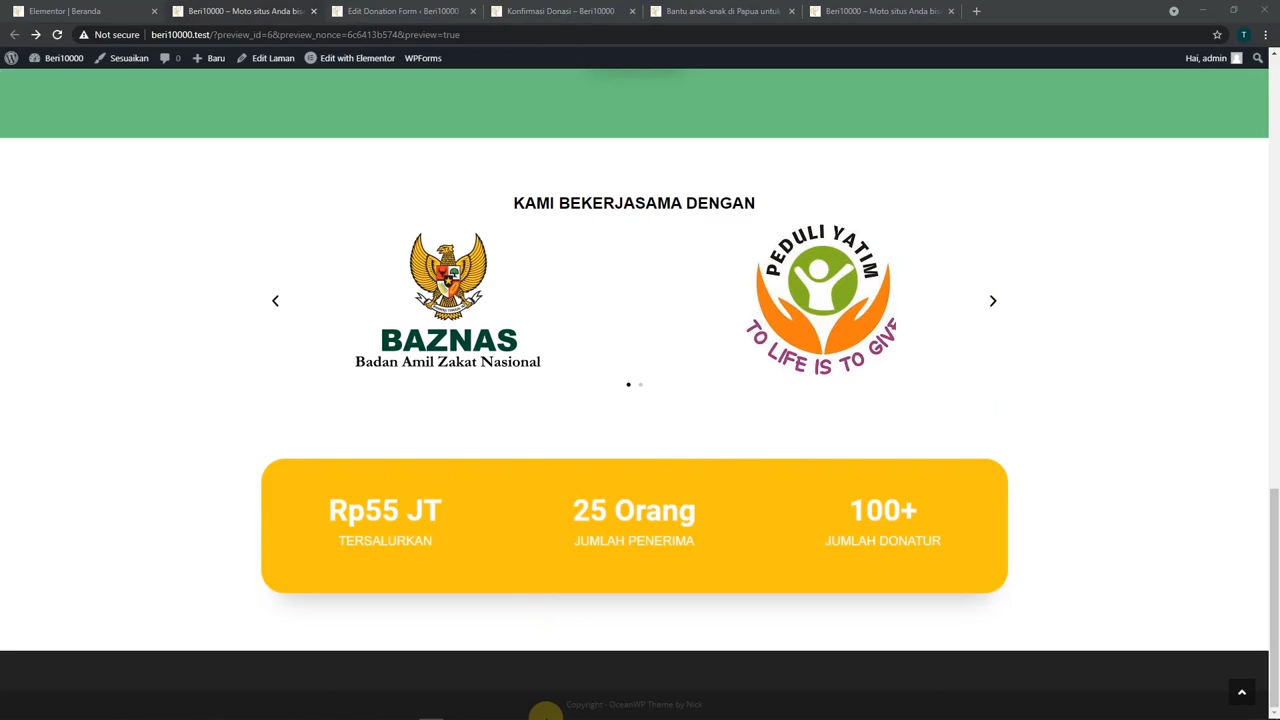 Elementor | Beranda
Beri10000 – Moto situs Anda bis
Edit Donation Form ‹ Beri10000
Konfirmasi Donasi – Beri10000
Bantu anak-anak di Papua untuk
Beri10000 – Moto situs Anda bis
Not secure
beri10000.test/?preview_id=6&preview_nonce=6c6413b574&preview=true
T
Beri10000
Sesuaikan
0
Baru
Edit Laman
Edit with Elementor
WPForms
Hai, admin
KAMI BEKERJASAMA DENGAN
BAZNAS
Badan Amil Zakat Nasional
PEDULI YATIM
TO LIFE IS TO GIVE
Rp55 JT
25 Orang
100+
TERSALURKAN
JUMLAH PENERIMA
JUMLAH DONATUR
Copyright - OceanWP Theme by Nick